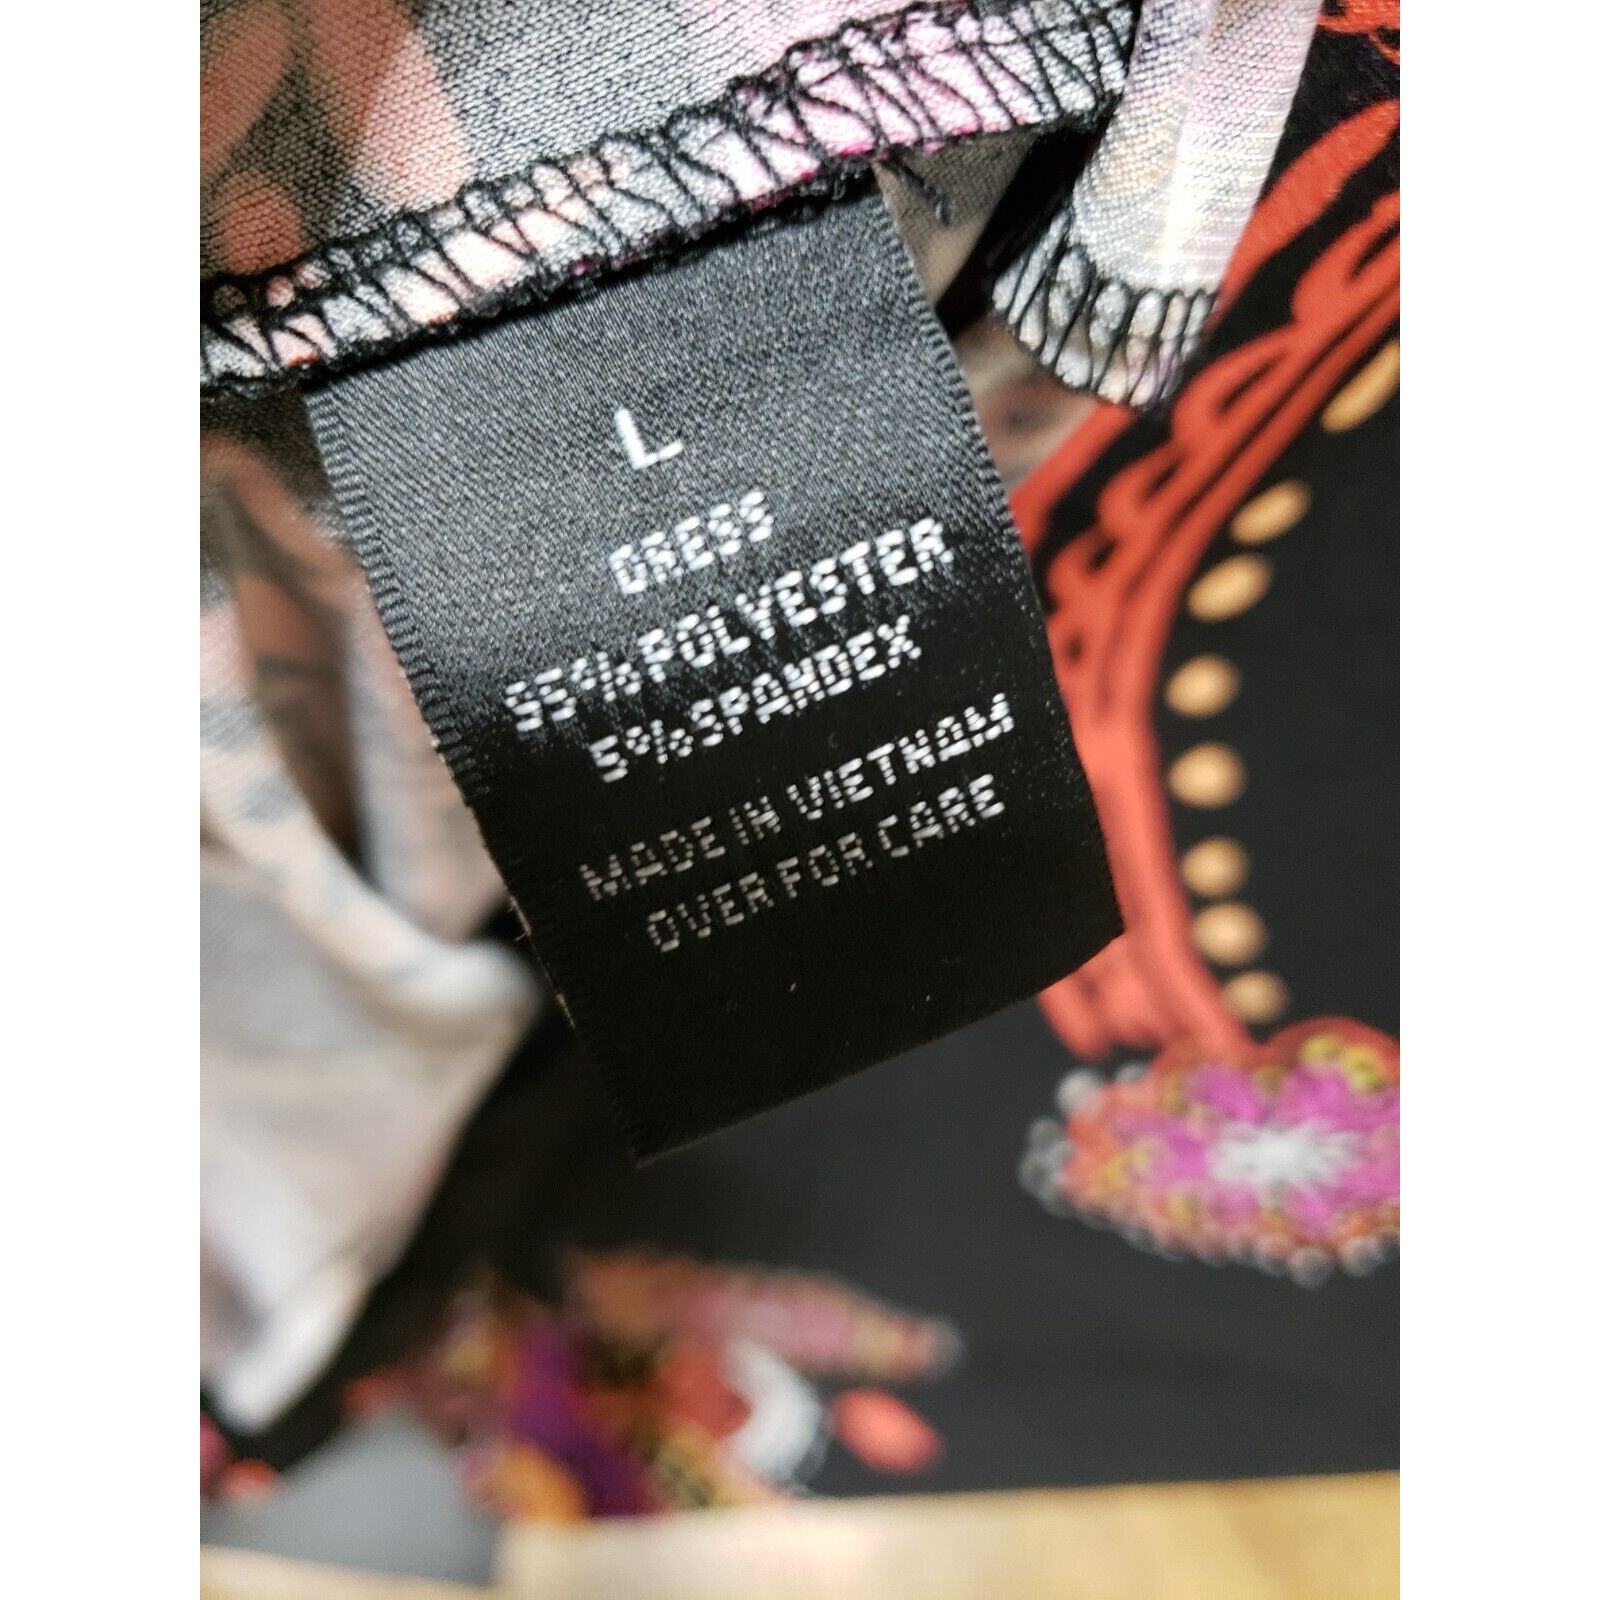 L
DRESS
95%POLYESTER
5%SPANDEX
MADE IN VIETNAM
OVER FOR CARE